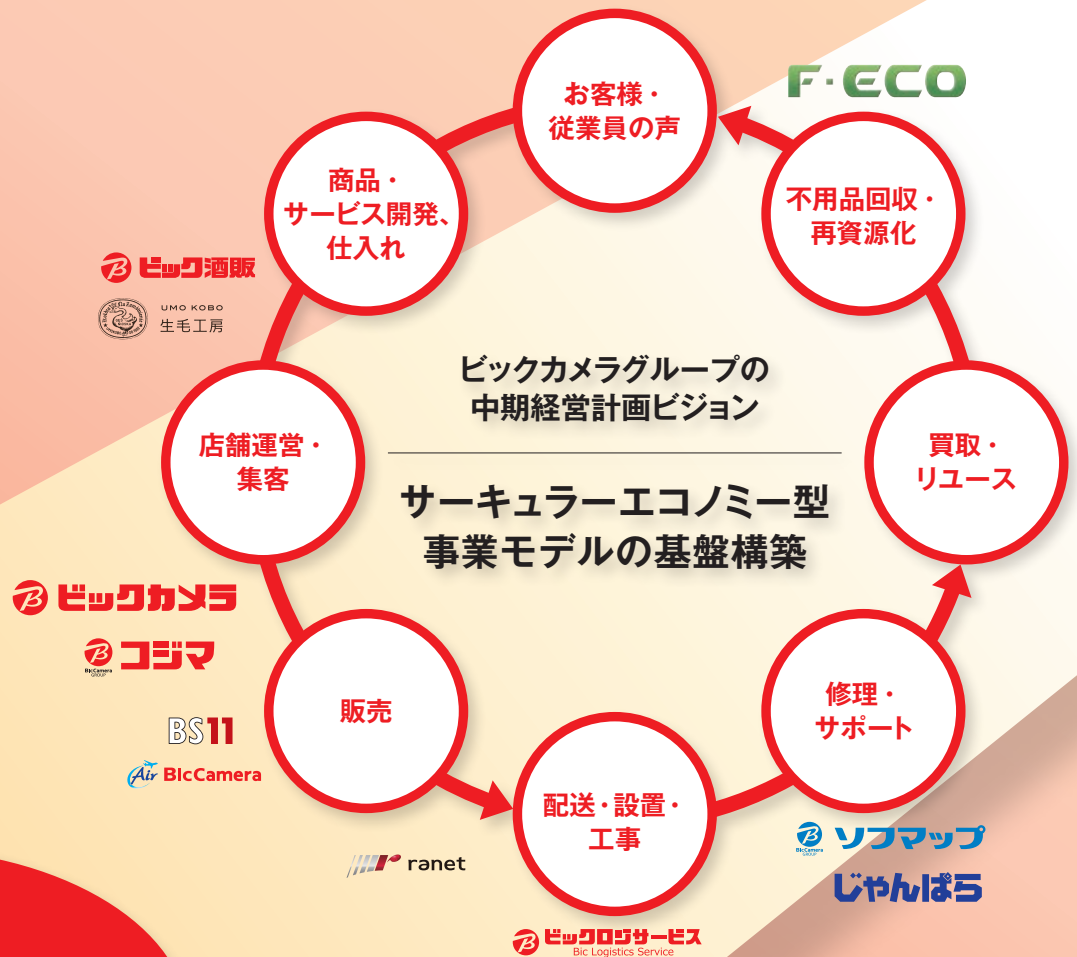 お客様・
従業員の声
F・ECO
商品・
サービス開発、
仕入れ
不用品回収・
再資源化
ビック酒販
UMO KOBO
生毛工房
ビックカメラグループの
中期経営計画ビジョン
サーキュラーエコノミー型
事業モデルの基盤構築
店舗運営・
集客
買取・
リユース
ビックカメラ
コジマ
BicCamera
GROUP
販売
修理・
サポート
BS11
Air BicCamera
配送・設置・
工事
ranet
ソフマップ
BicCamera
GROUP
じゃんぱら
ビックロジサービス
Bic Logistics Service